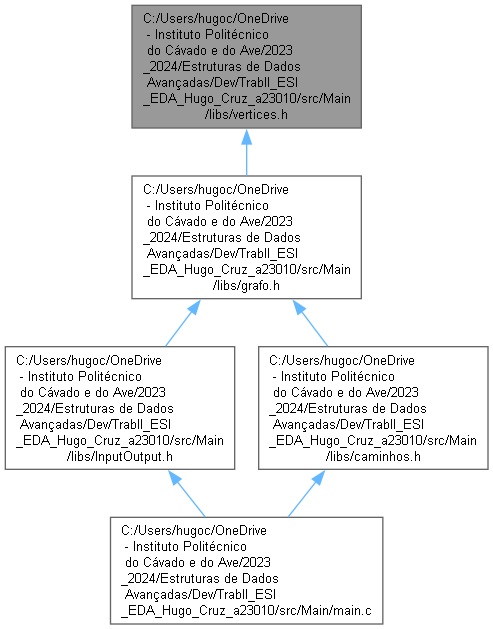 C:/Users/hugoc/OneDrive
- Instituto Politécnico
do Cávado e do Ave/2023
_2024/Estruturas de Dados
Avançadas/Dev/TrabII_ESI
_EDA_Hugo_Cruz_a23010/src/Main
/libs/vertices.h
C:/Users/hugoc/OneDrive
- Instituto Politécnico
do Cávado e do Ave/2023
_2024/Estruturas de Dados
Avançadas/Dev/TrabII_ESI
_EDA_Hugo_Cruz_a23010/src/Main
/libs/grafo.h
C:/Users/hugoc/OneDrive
- Instituto Politécnico
do Cávado e do Ave/2023
_2024/Estruturas de Dados
Avançadas/Dev/TrabII_ESI
_EDA_Hugo_Cruz_a23010/src/Main
/libs/InputOutput.h
C:/Users/hugoc/OneDrive
- Instituto Politécnico
do Cávado e do Ave/2023
_2024/Estruturas de Dados
Avançadas/Dev/TrabII_ESI
_EDA_Hugo_Cruz_a23010/src/Main
/libs/caminhos.h
C:/Users/hugoc/OneDrive
- Instituto Politécnico
do Cávado e do Ave/2023
_2024/Estruturas de Dados
Avançadas/Dev/TrabII_ESI
_EDA_Hugo_Cruz_a23010/src/Main/main.c